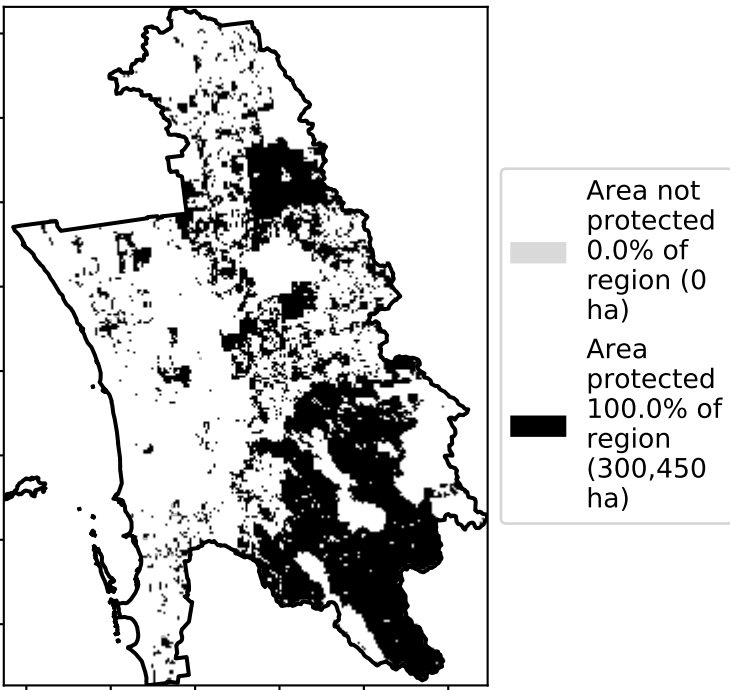 Area not
protected
0.0% of
region (0
ha)
Area
protected
100.0% of
region
(300,450
ha)